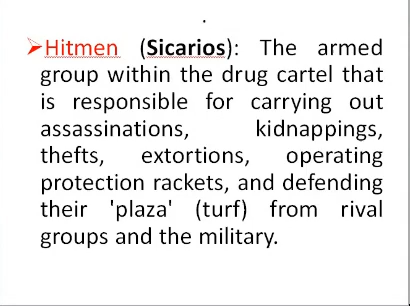 ➢Hitmen (Sicarios): The armed
group within the drug cartel that
is responsible for carrying out
assassinations, kidnappings,
thefts, extortions, operating
protection rackets, and defending
their 'plaza' (turf) from rival
groups and the military.